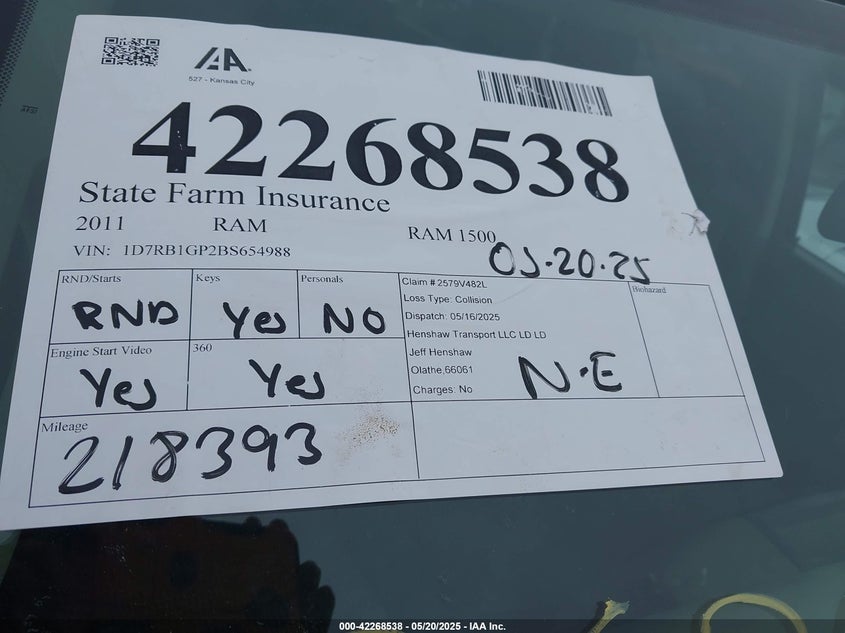 IAA
527 - Kansas City
42268538
State Farm Insurance
2011 RAM RAM 1500
VIN: 1D7RB1GP2BS654988
05.20.25
RND/Starts Keys Personals
RND Yes NO
Engine Start Video 360
Yes Yes
Mileage
218393
Claim # 2579V482L
Loss Type: Collision
Dispatch: 05/16/2025
Henshaw Transport LLC LD LD
Jeff Henshaw
Olathe,66061
Charges: No
N.E
Biohazard
000-42268538 - 05/20/2025 - IAA Inc.